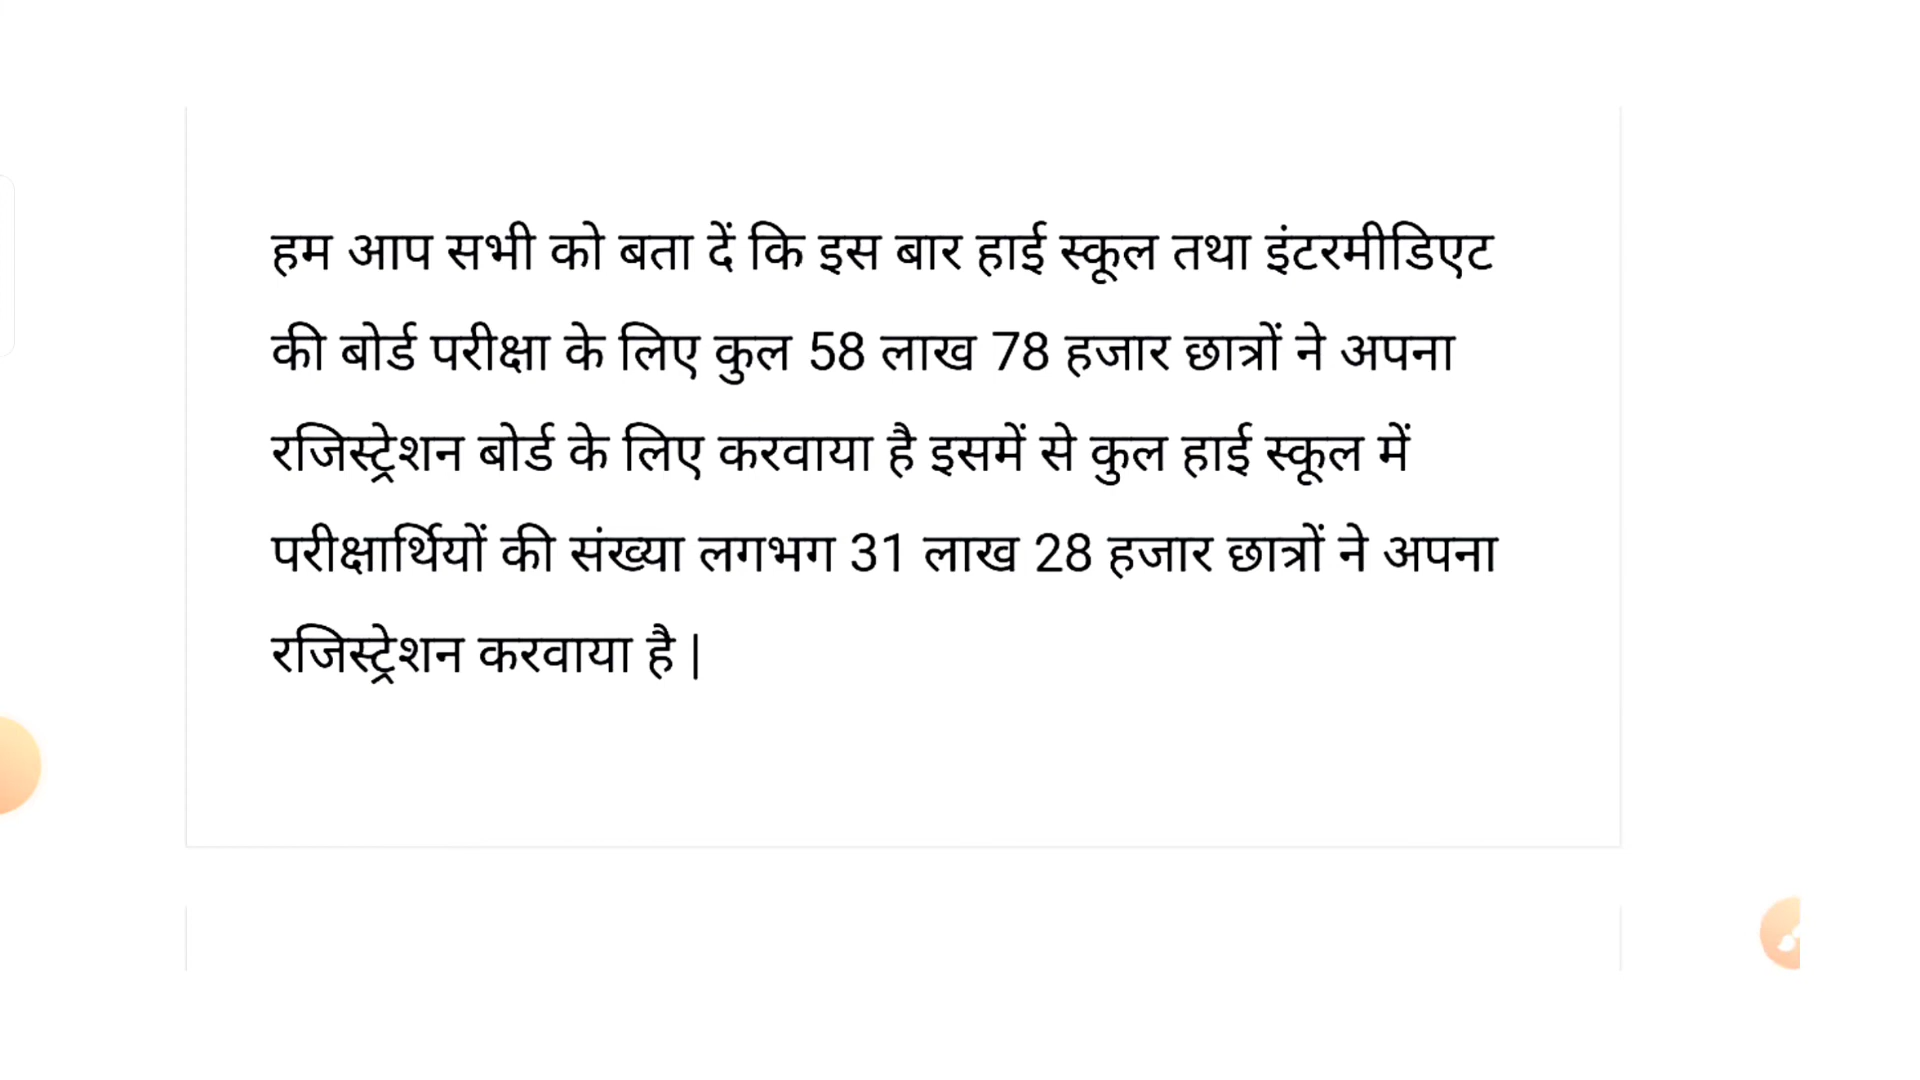 हम आप सभी को बता दें कि इस बार हाई स्कूल तथा इंटरमीडिएट
की बोर्ड परीक्षा के लिए कुल 58 लाख 78 हजार छात्रों ने अपना
रजिस्ट्रेशन बोर्ड के लिए करवाया है इसमें से कुल हाई स्कूल में
परीक्षार्थियों की संख्या लगभग 31 लाख 28 हजार छात्रों ने अपना
रजिस्ट्रेशन करवाया है |